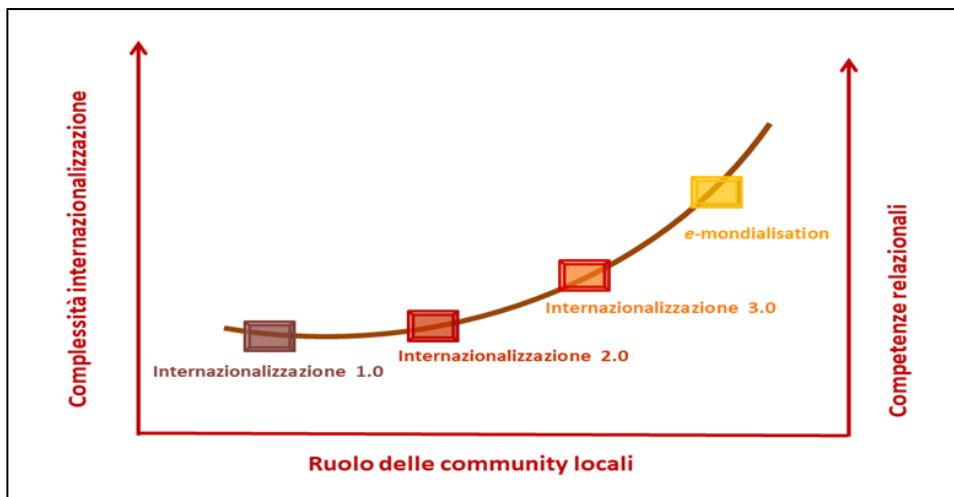 Complessità internazionalizzazione
Competenze relazionali
e-mondialisation
Internazionalizzazione 3.0
Internazionalizzazione 2.0
Internazionalizzazione 1.0
Ruolo delle community locali